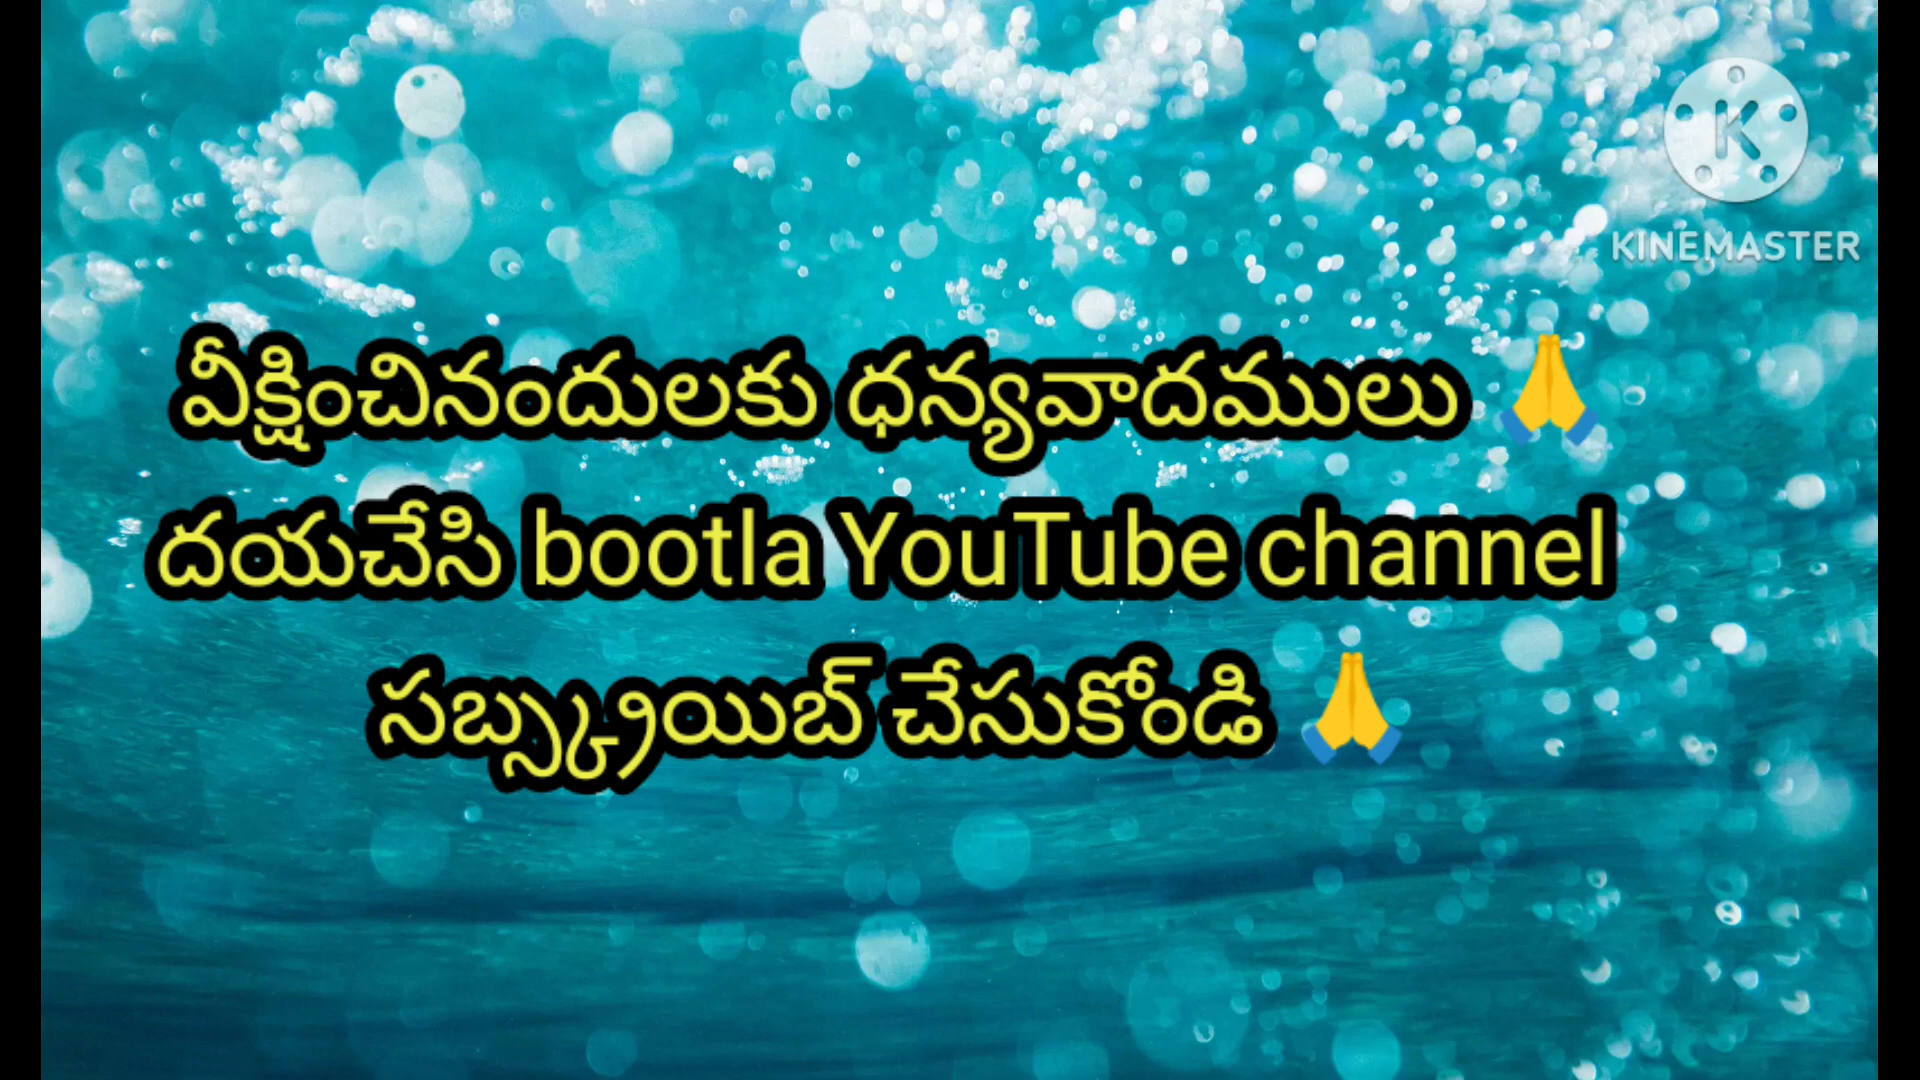 KINEMASTER
వీక్షించినందులకు ధన్యవాదములు 🙏
దయచేసి bootla YouTube channel
సబ్స్క్రయిబ్ చేసుకోండి 🙏